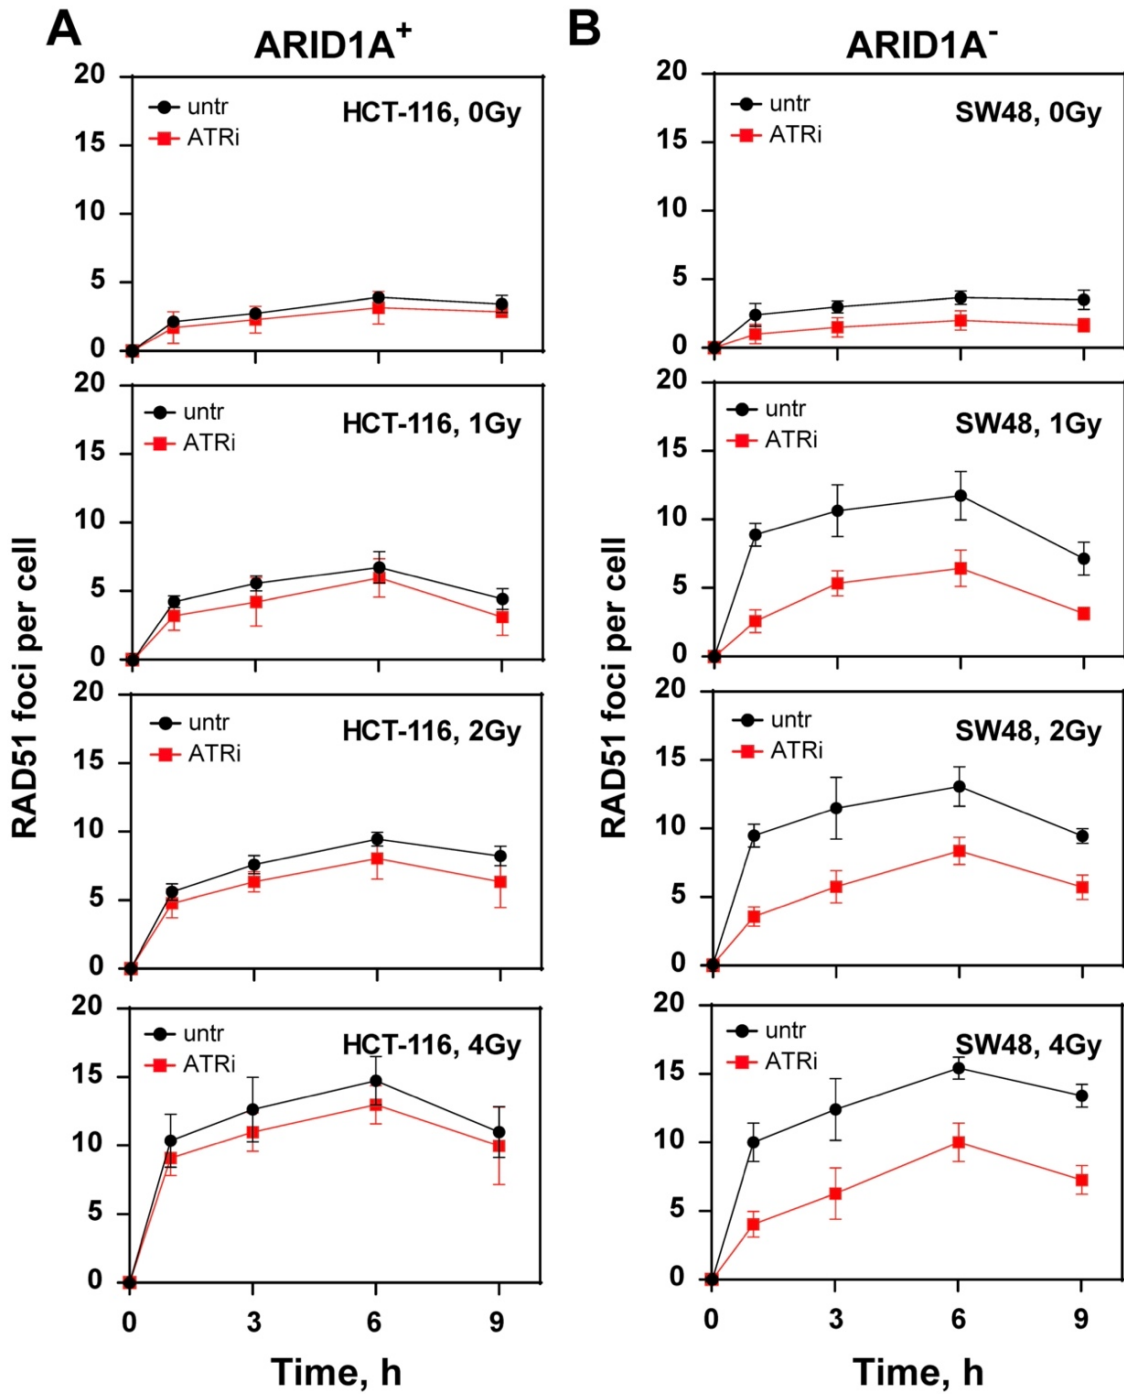 A
ARID1A+
20
15
10
5
0
untr
ATRi
HCT-116, 0Gy
20
15
10
5
0
untr
ATRi
HCT-116, 1Gy
20
15
10
5
0
untr
ATRi
HCT-116, 2Gy
20
15
10
5
0
untr
ATRi
HCT-116, 4Gy
0 3 6 9
Time, h
RAD51 foci per cell
B
ARID1A-
20
15
10
5
0
untr
ATRi
SW48, 0Gy
20
15
10
5
0
untr
ATRi
SW48, 1Gy
20
15
10
5
0
untr
ATRi
SW48, 2Gy
20
15
10
5
0
untr
ATRi
SW48, 4Gy
0 3 6 9
Time, h
RAD51 foci per cell